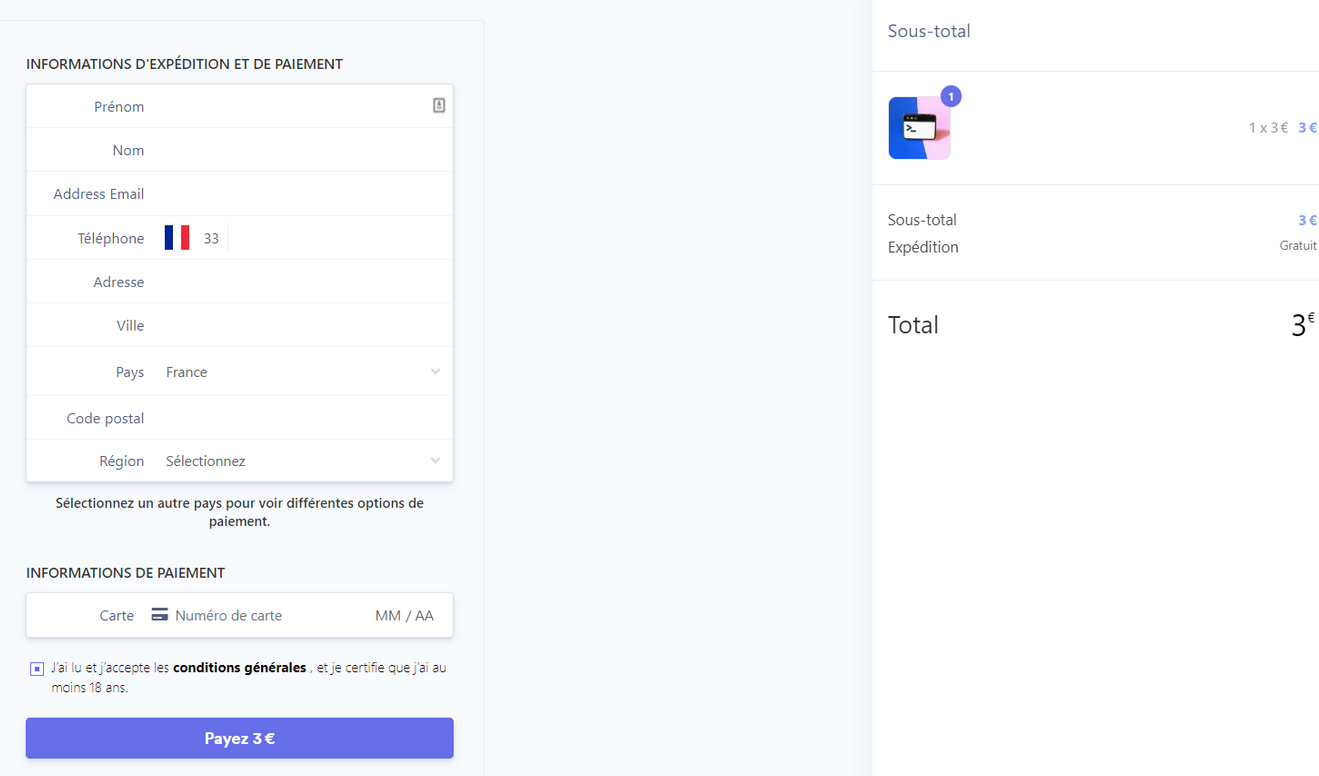 INFORMATIONS D'EXPÉDITION ET DE PAIEMENT
Prénom
Nom
Address Email
Téléphone 33
Adresse
Ville
Pays France
Code postal
Région Sélectionnez
Sélectionnez un autre pays pour voir différentes options de
paiement.
INFORMATIONS DE PAIEMENT
Carte Numéro de carte MM / AA
J'ai lu et j'accepte les conditions générales , et je certifie que j'ai au
moins 18 ans.
Payez 3 €
Sous-total
1
>_
1 x 3 € 3 €
Sous-total 3 €
Expédition Gratuit
Total 3€